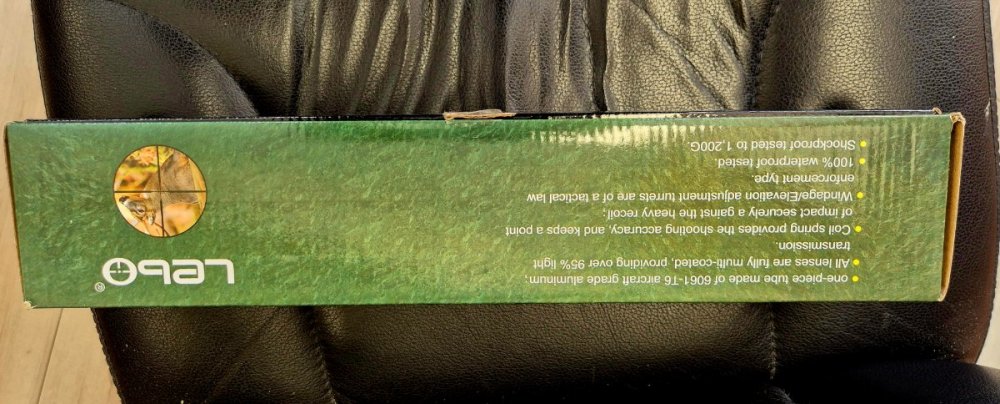 Lebo®
one-piece tube made of 6061-T6 aircraft grade aluminum;
All lenses are fully multi-coated, providing over 95% light
transmission.
Coil spring provides the shooting accuracy, and keeps a point
of impact securely against the heavy recoil;
Windage/Elevation adjustment turrets are of a tactical law
enforcement type.
100% waterproof tested.
Shockproof tested to 1,200G